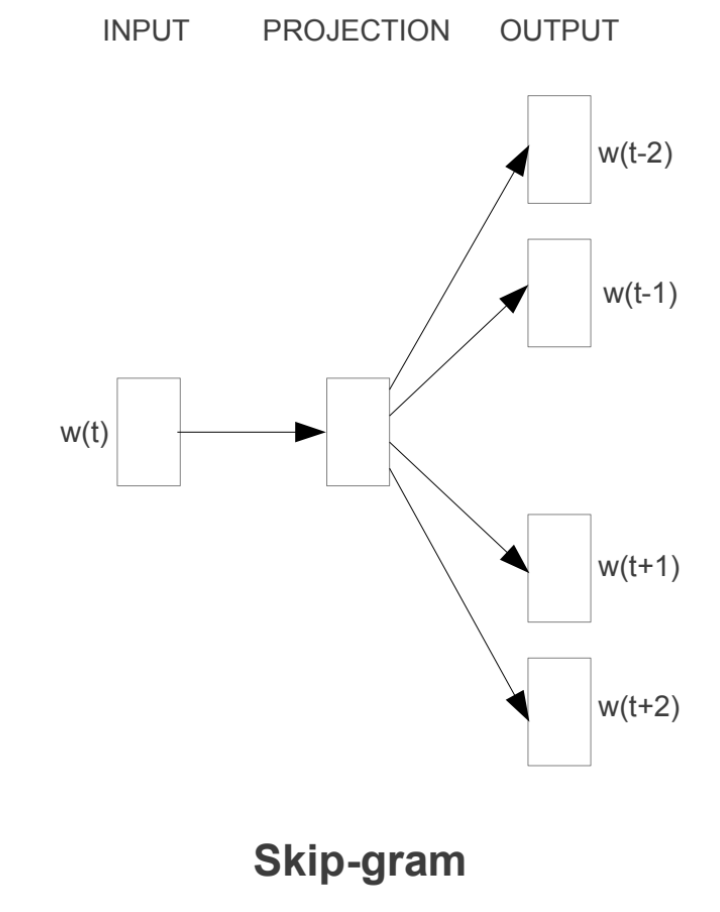 INPUT PROJECTION OUTPUT
w(t-2)
w(t-1)
w(t)
w(t+1)
w(t+2)
Skip-gram